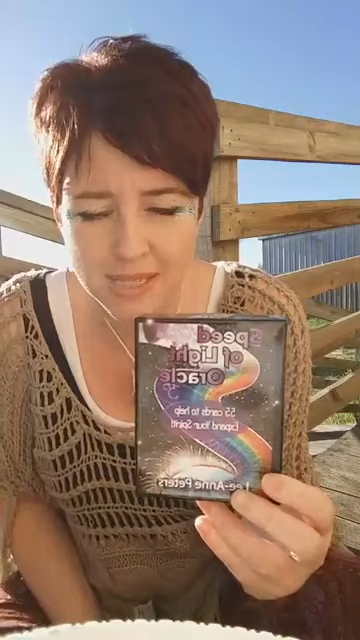 Speed
of Light
Oracle
55 cards to help
Expand Your Spirit!
Lee-Anne Peters